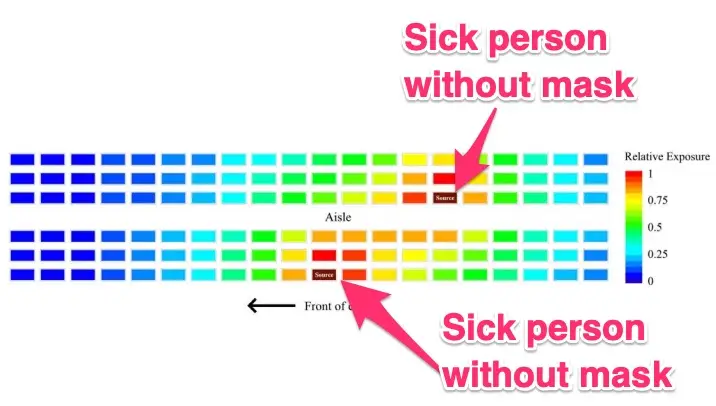 Sick person
without mask
Relative Exposure
1
0.75
0.5
0.25
0
Source
Aisle
Source
Front of
Sick person
without mask